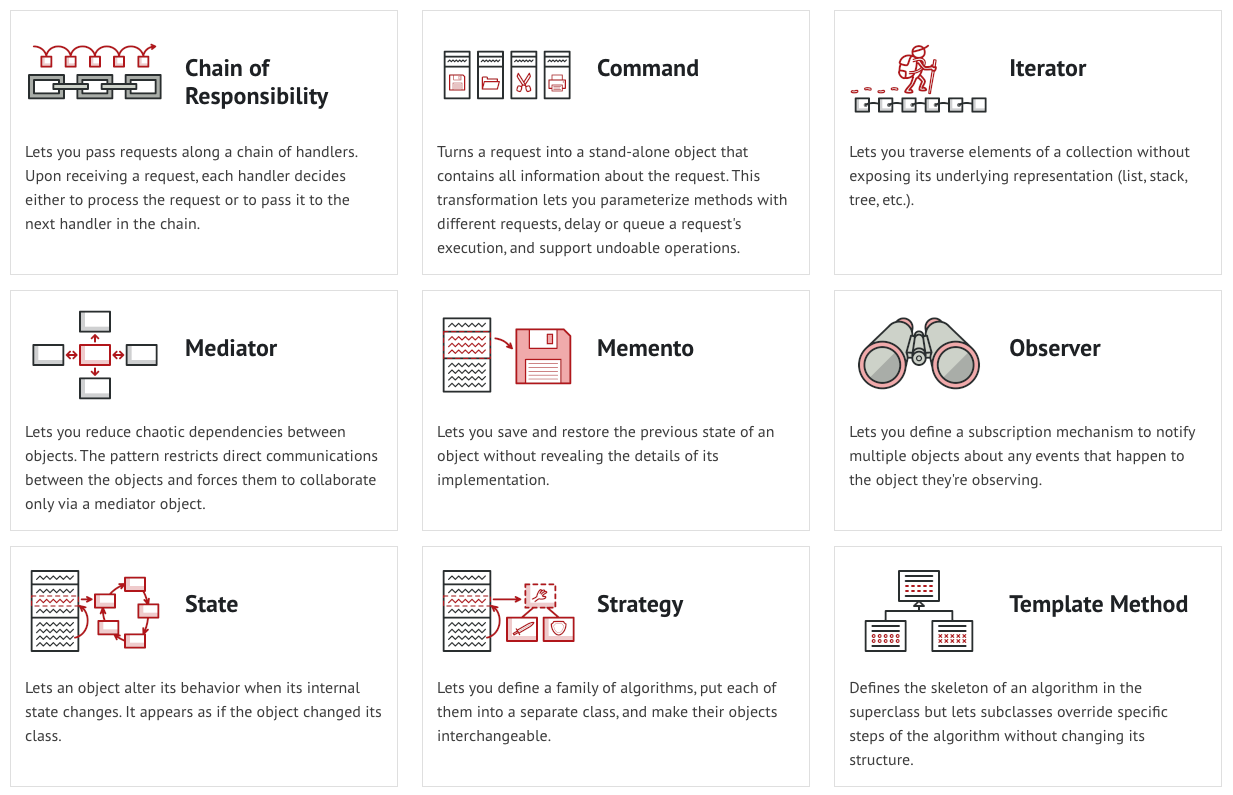 Chain of
Responsibility
Lets you pass requests along a chain of handlers.
Upon receiving a request, each handler decides
either to process the request or to pass it to the
next handler in the chain.
Command
Turns a request into a stand-alone object that
contains all information about the request. This
transformation lets you parameterize methods with
different requests, delay or queue a request's
execution, and support undoable operations.
Iterator
Lets you traverse elements of a collection without
exposing its underlying representation (list, stack,
tree, etc.).
Mediator
Lets you reduce chaotic dependencies between
objects. The pattern restricts direct communications
between the objects and forces them to collaborate
only via a mediator object.
Memento
Lets you save and restore the previous state of an
object without revealing the details of its
implementation.
Observer
Lets you define a subscription mechanism to notify
multiple objects about any events that happen to
the object they're observing.
State
Lets an object alter its behavior when its internal
state changes. It appears as if the object changed its
class.
Strategy
Lets you define a family of algorithms, put each of
them into a separate class, and make their objects
interchangeable.
Template Method
Defines the skeleton of an algorithm in the
superclass but lets subclasses override specific
steps of the algorithm without changing its
structure.